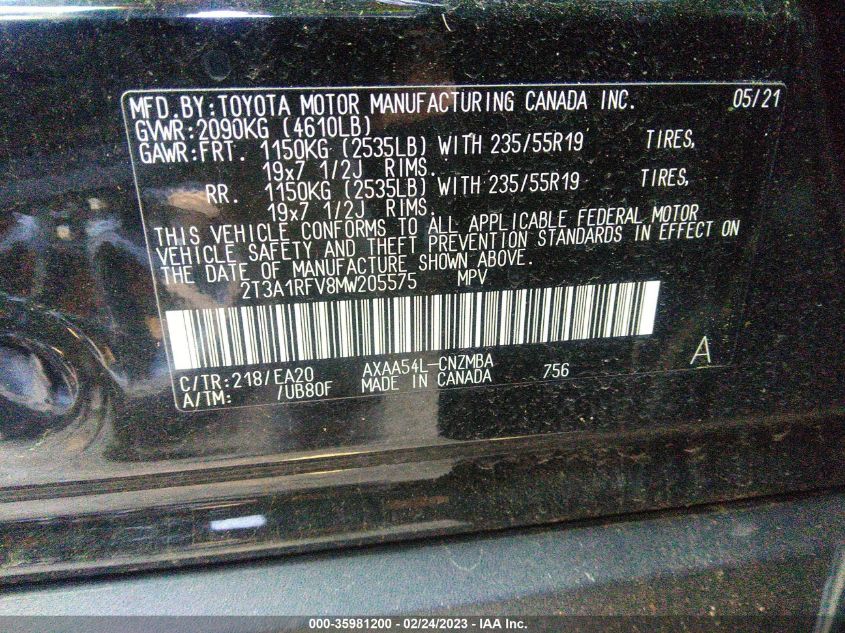 MFD.BY:TOYOTA MOTOR MANUFACTURING CANADA INC. 05/21
GVWR:2090KG (4610LB)
GAWR:FRT. 1150KG (2535LB) WITH 235/55R19 TIRES,
19x7 1/2J RIMS.
RR. 1150KG (2535LB) WITH 235/55R19 TIRES,
19x7 1/2J RIMS.
THIS VEHICLE CONFORMS TO ALL APPLICABLE FEDERAL MOTOR
VEHICLE SAFETY AND THEFT PREVENTION STANDARDS IN EFFECT ON
THE DATE OF MANUFACTURE SHOWN ABOVE.
2T3A1RFV8MW205575 MPV
C/TR:218/EA20 AXAA54L-CNZMBA 756 A
A/TM: /UB80F MADE IN CANADA
000-35981200 - 02/24/2023 - IAA Inc.